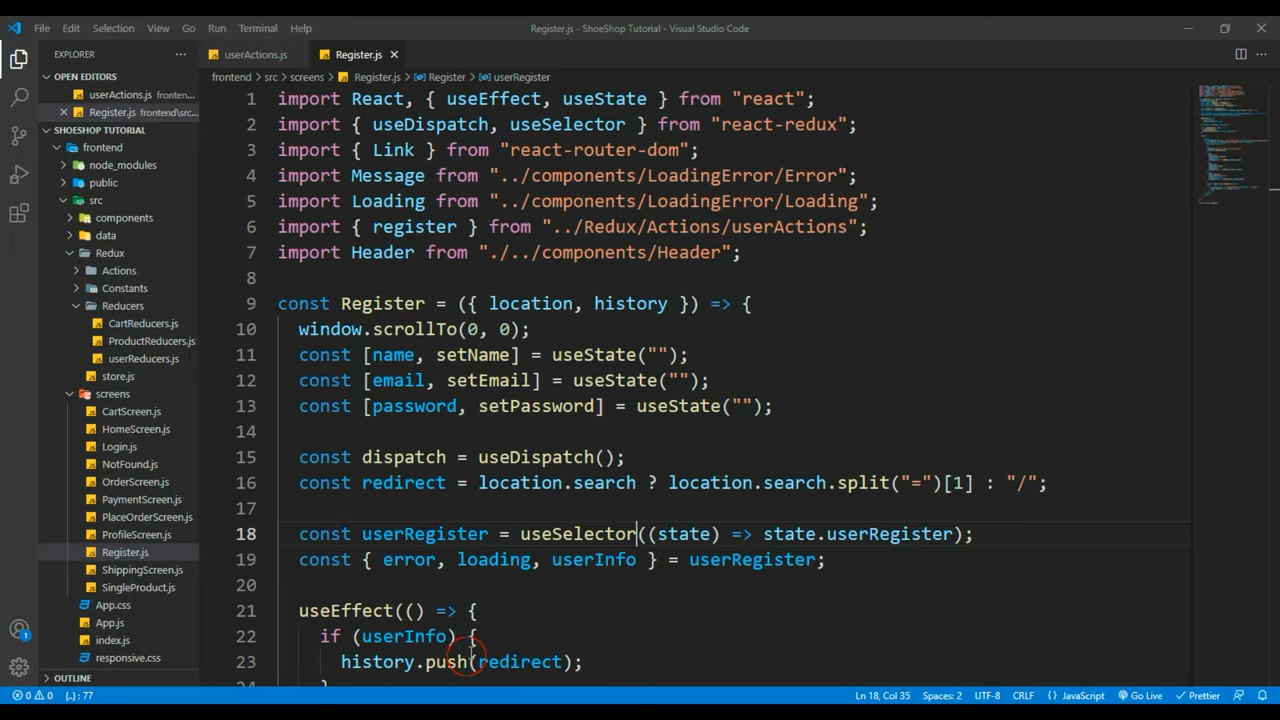 File Edit Selection View Go Run Terminal Help
Register.js - ShoeShop Tutorial - Visual Studio Code
EXPLORER
OPEN EDITORS
userActions.js fronten...
Register.js frontend\src...
SHOESHOP TUTORIAL
frontend
node_modules
public
src
components
data
Redux
Actions
Constants
Reducers
CartReducers.js
ProductReducers.js
userReducers.js
store.js
screens
CartScreen.js
HomeScreen.js
Login.js
NotFound.js
OrderScreen.js
PaymentScreen.js
PlaceOrderScreen.js
ProfileScreen.js
Register.js
ShippingScreen.js
SingleProduct.js
App.css
App.js
index.js
responsive.css
OUTLINE
userActions.js Register.js
frontend > src > screens > Register.js > Register > userRegister
1 import React, { useEffect, useState } from "react";
2 import { useDispatch, useSelector } from "react-redux";
3 import { Link } from "react-router-dom";
4 import Message from "../components/LoadingError/Error";
5 import Loading from "../components/LoadingError/Loading";
6 import { register } from "../Redux/Actions/userActions";
7 import Header from "./../components/Header";
8
9 const Register = ({ location, history }) => {
10 window.scrollTo(0, 0);
11 const [name, setName] = useState("");
12 const [email, setEmail] = useState("");
13 const [password, setPassword] = useState("");
14
15 const dispatch = useDispatch();
16 const redirect = location.search ? location.search.split("=")[1] : "/";
17
18 const userRegister = useSelector((state) => state.userRegister);
19 const { error, loading, userInfo } = userRegister;
20
21 useEffect(() => {
22 if (userInfo) {
23 history.push(redirect);
1
0 0 : 77
Ln 18, Col 35 Spaces: 2 UTF-8 CRLF {} JavaScript Go Live Prettier